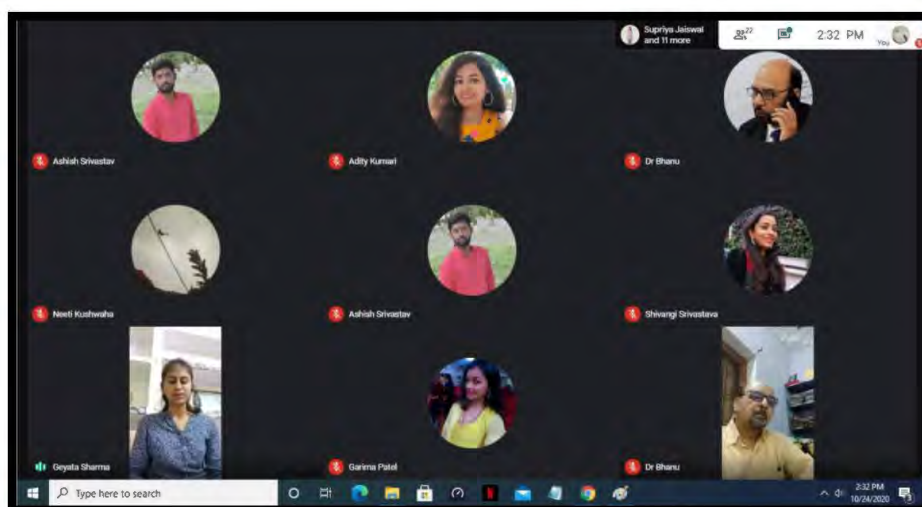 Supriya Jaiswal
and 11 more
22
2:32 PM
You
Ashish Srivastav
Adity Kumari
Dr Bhanu
Neeti Kushwaha
Ashish Srivastav
Shivangi Srivastava
Geyata Sharma
Garima Patel
Dr Bhanu
Type here to search
2:32 PM
10/24/2020
3